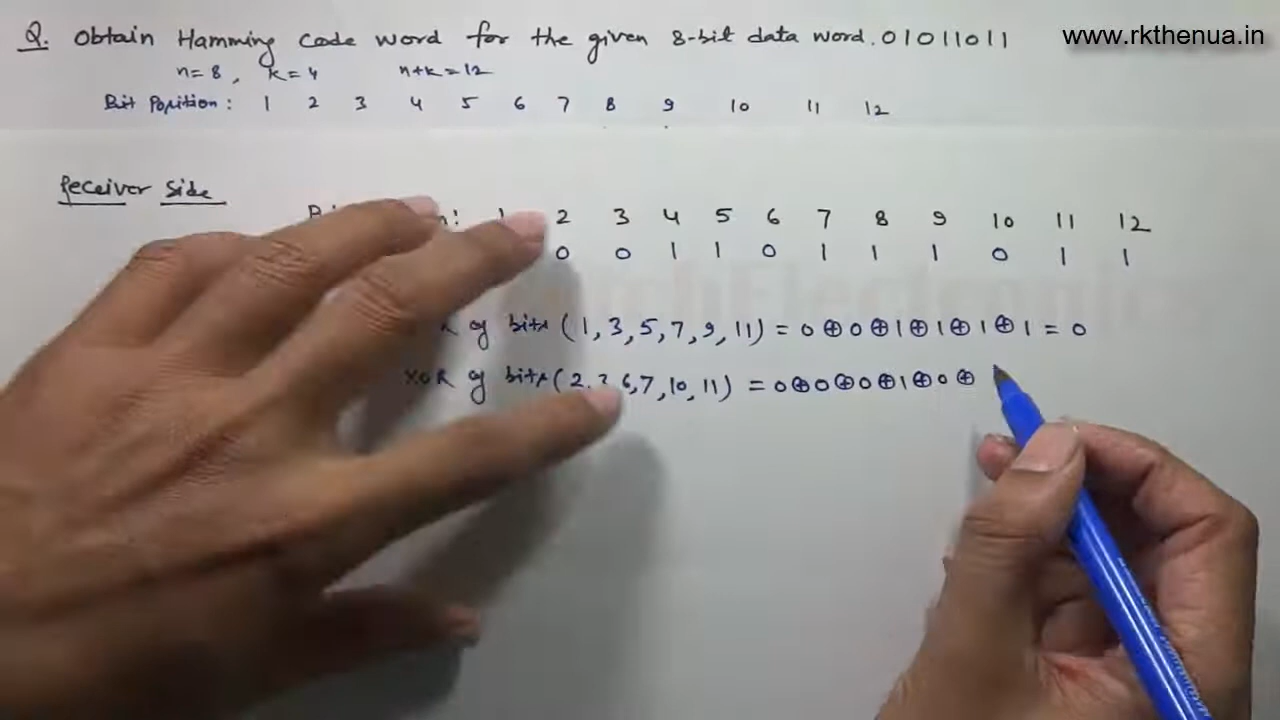 www.rkthenua.in
Q. Obtain Hamming code word for the given 8-bit data word. 01011011
n=8, k=4 n+k=12
Bit Position: 1 2 3 4 5 6 7 8 9 10 11 12
Receiver Side
: 2 3 4 5 6 7 8 9 10 11 12
0 0 1 1 0 1 1 1 0 1 1
of bits (1,3,5,7,9,11) = 0⊕0⊕1⊕1⊕1⊕1 = 0
XOR of bits (2,3,6,7,10,11) = 0⊕0⊕0⊕1⊕0⊕